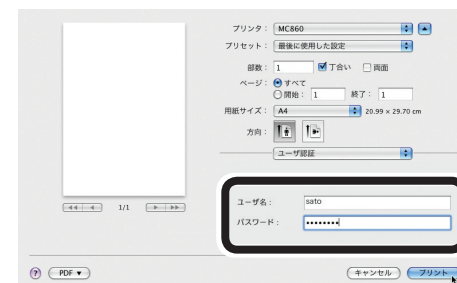 プリンタ： MC860
プリセット： 最後に使用した設定
部数： 1 丁合い 両面
ページ： すべて
開始： 1 終了： 1
用紙サイズ： A4 20.99 × 29.70 cm
方向：
ユーザ認証
1/1
ユーザ名： sato
パスワード： ••••••••
? PDF ▼ キャンセル プリント